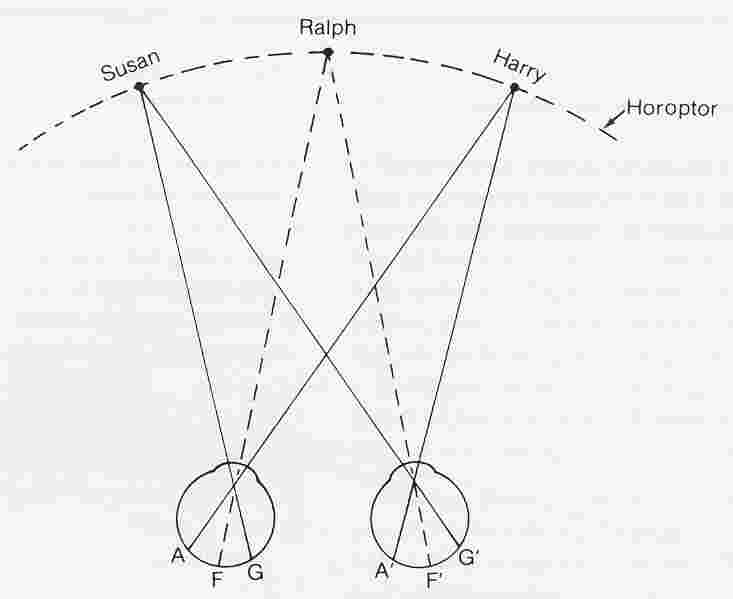 Ralph
Susan
Harry
Horoptor
A
F
G
A′
F′
G′